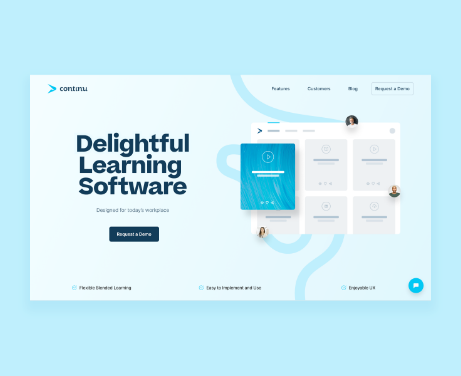 continu
Features
Customers
Blog
Request a Demo
Delightful
Learning
Software
Designed for today's workplace
Request a Demo
Flexible Blended Learning
Easy to Implement and Use
Enjoyable UX